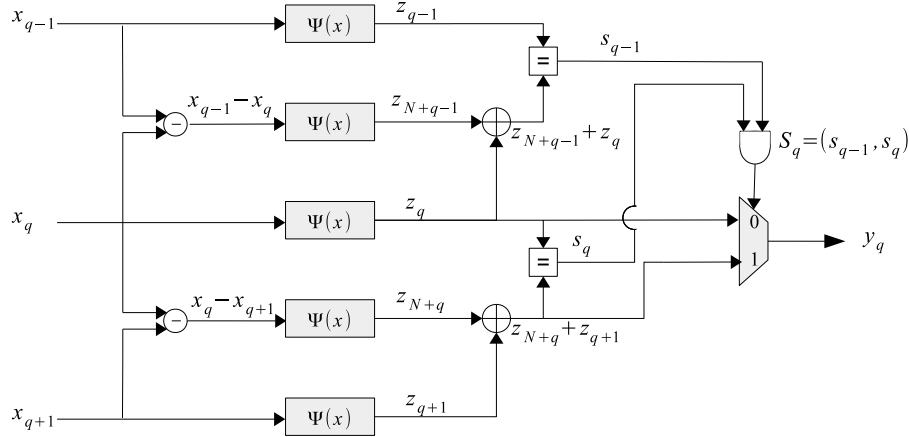 x_{q-1}
Ψ(x)
z_{q-1}
=
s_{q-1}
−
x_{q-1}−x_q
Ψ(x)
z_{N+q-1}
z_{N+q-1}+z_q
S_q=(s_{q-1},s_q)
x_q
Ψ(x)
z_q
0
s_q
=
1
y_q
−
x_q−x_{q+1}
Ψ(x)
z_{N+q}
z_{N+q}+z_{q+1}
x_{q+1}
Ψ(x)
z_{q+1}